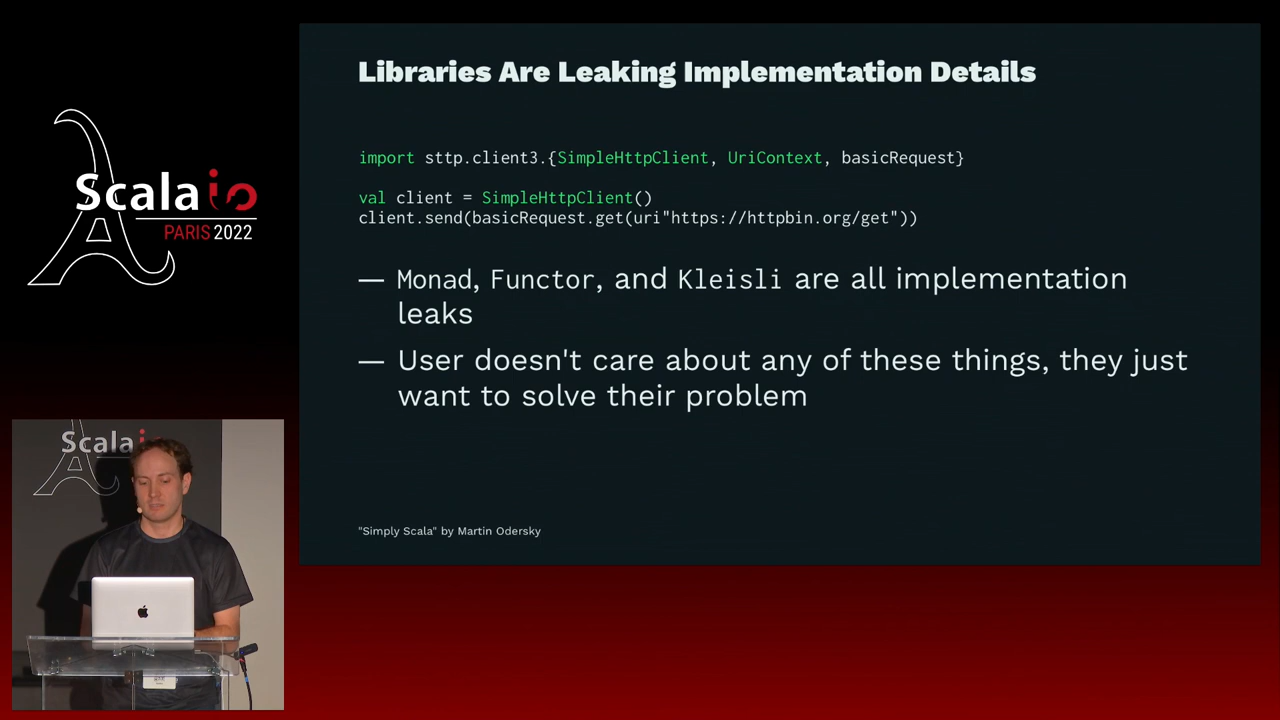 Scala io
PARIS 2022
Libraries Are Leaking Implementation Details
import sttp.client3.{SimpleHttpClient, UriContext, basicRequest}
val client = SimpleHttpClient()
client.send(basicRequest.get(uri"https://httpbin.org/get"))
— Monad, Functor, and Kleisli are all implementation
leaks
— User doesn't care about any of these things, they just
want to solve their problem
"Simply Scala" by Martin Odersky
Scala